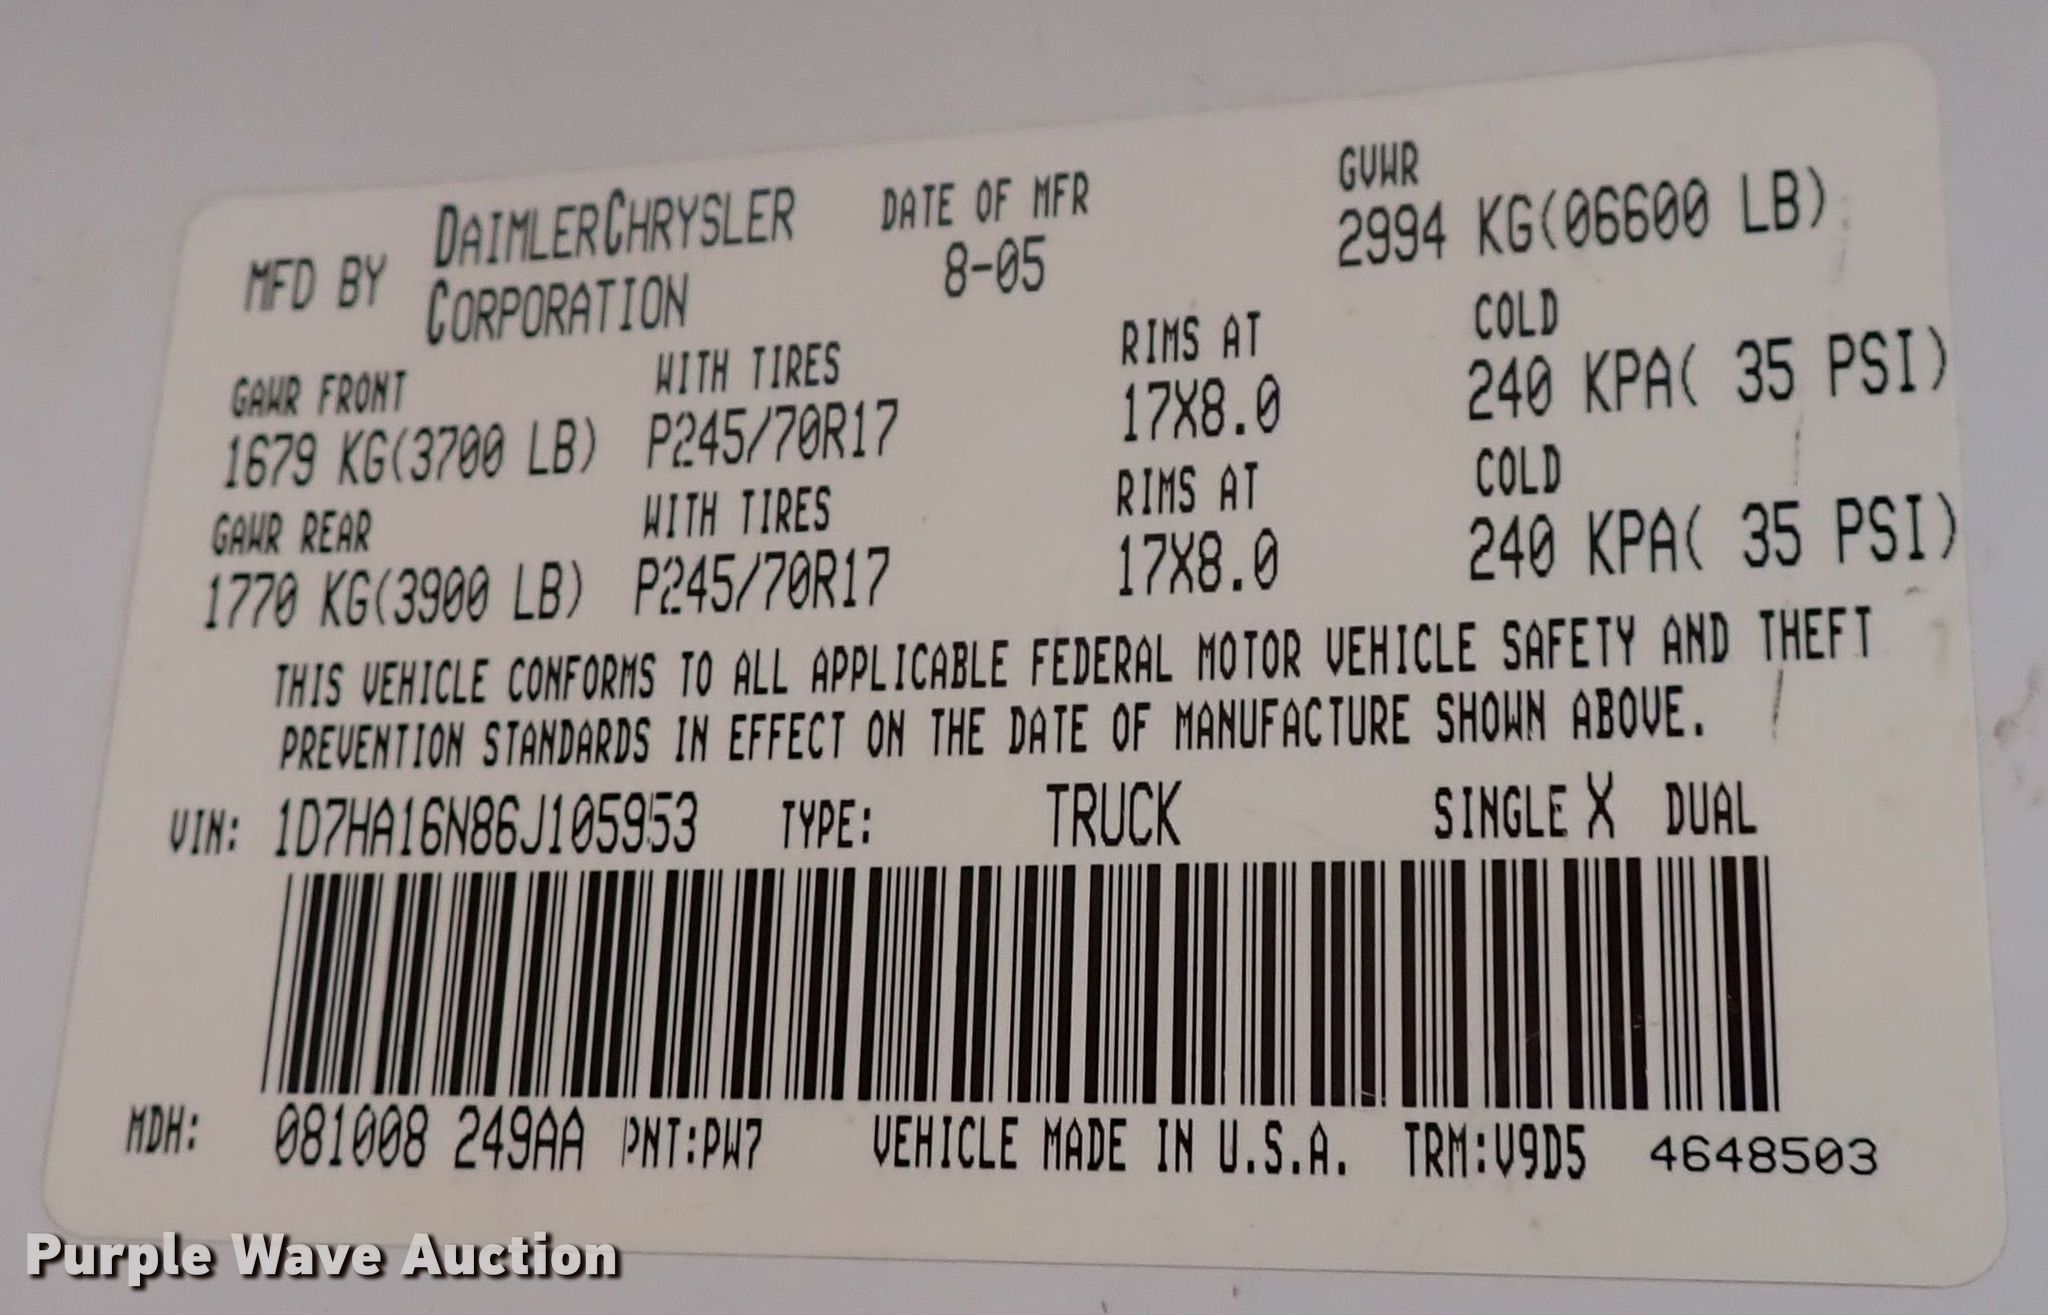 MFD BY DAIMLERCHRYSLER CORPORATION
DATE OF MFR
8-05
GVWR
2994 KG(06600 LB)
GAWR FRONT WITH TIRES RIMS AT COLD
1679 KG(3700 LB) P245/70R17 17X8.0 240 KPA( 35 PSI)
GAWR REAR WITH TIRES RIMS AT COLD
1770 KG(3900 LB) P245/70R17 17X8.0 240 KPA( 35 PSI)
THIS VEHICLE CONFORMS TO ALL APPLICABLE FEDERAL MOTOR VEHICLE SAFETY AND THEFT
PREVENTION STANDARDS IN EFFECT ON THE DATE OF MANUFACTURE SHOWN ABOVE.
VIN: 1D7HA16N86J105953 TYPE: TRUCK SINGLE X DUAL
MDH: 081008 249AA PNT:PW7 VEHICLE MADE IN U.S.A. TRM:V9D5 4648503
Purple Wave Auction